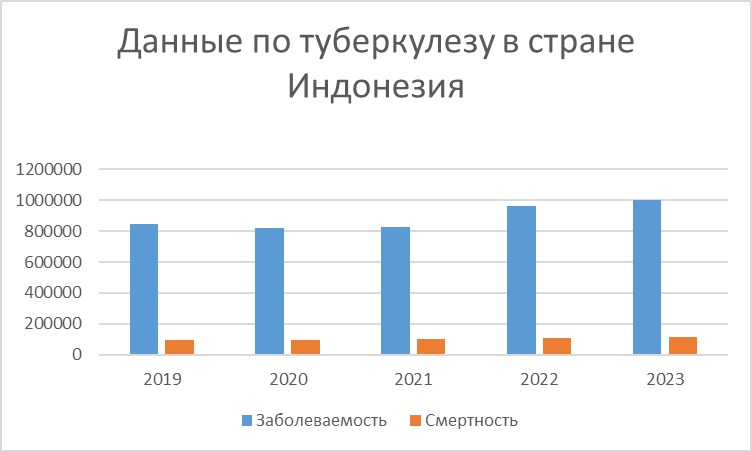 Данные по туберкулезу в стране
Индонезия
1200000
1000000
800000
600000
400000
200000
0
2019 2020 2021 2022 2023
Заболеваемость Смертность